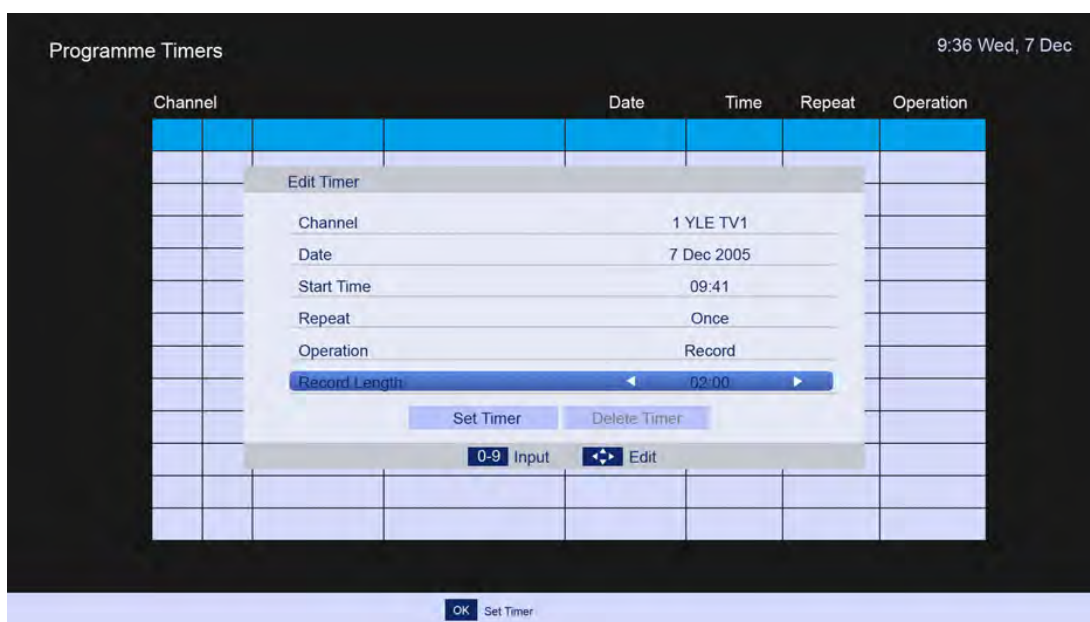 Programme Timers 9:36 Wed, 7 Dec
Channel Date Time Repeat Operation
Edit Timer
Channel 1 YLE TV1
Date 7 Dec 2005
Start Time 09:41
Repeat Once
Operation Record
Record Length 02:00
Set Timer Delete Timer
0-9 Input Edit
OK Set Timer